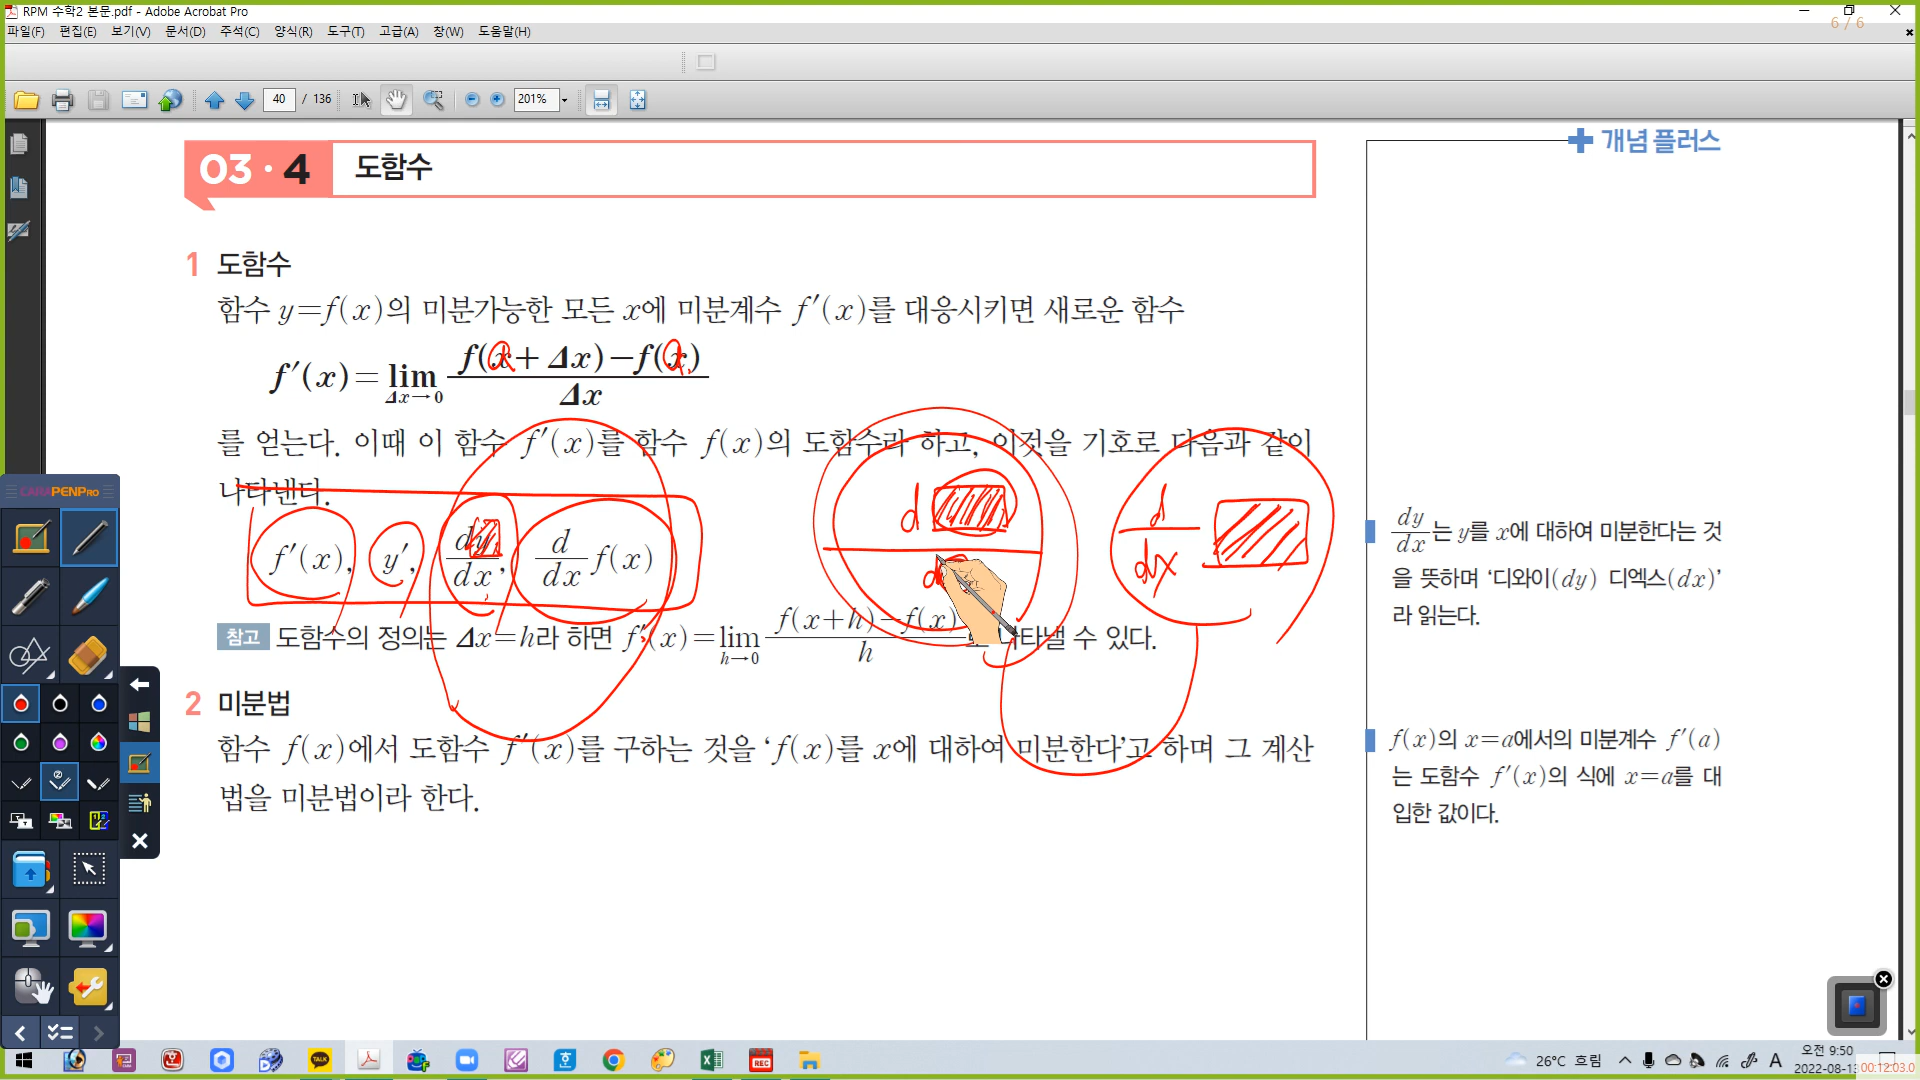 RPM 수학2 본문.pdf - Adobe Acrobat Pro
6 / 6
파일(F) 편집(E) 보기(V) 문서(D) 주석(C) 양식(R) 도구(T) 고급(A) 창(W) 도움말(H)
40 / 136 201%
03 · 4 도함수
개념 플러스
1 도함수
함수 y=f(x)의 미분가능한 모든 x에 미분계수 f′(x)를 대응시키면 새로운 함수
f′(x)=lim Δx→0 f(x+Δx)−f(x) / Δx
를 얻는다. 이때 이 함수 f′(x)를 함수 f(x)의 도함수라 하고, 이것을 기호로 다음과 같이
나타낸다.
f′(x), y′, dy/dx, d/dx f(x)
d
d/dx
참고 도함수의 정의는 Δx=h라 하면 f′(x)=lim h→0 f(x+h)−f(x) / h 로 나타낼 수 있다.
2 미분법
함수 f(x)에서 도함수 f′(x)를 구하는 것을 ‘f(x)를 x에 대하여 미분한다’고 하며 그 계산
법을 미분법이라 한다.
dy/dx는 y를 x에 대하여 미분한다는 것
을 뜻하며 ‘디와이(dy) 디엑스(dx)’
라 읽는다.
f(x)의 x=a에서의 미분계수 f′(a)
는 도함수 f′(x)의 식에 x=a를 대
입한 값이다.
CARAPENPRO
TALK
REC
26°C 흐림
A
오전 9:50
2022-08-13
00:12:03.0